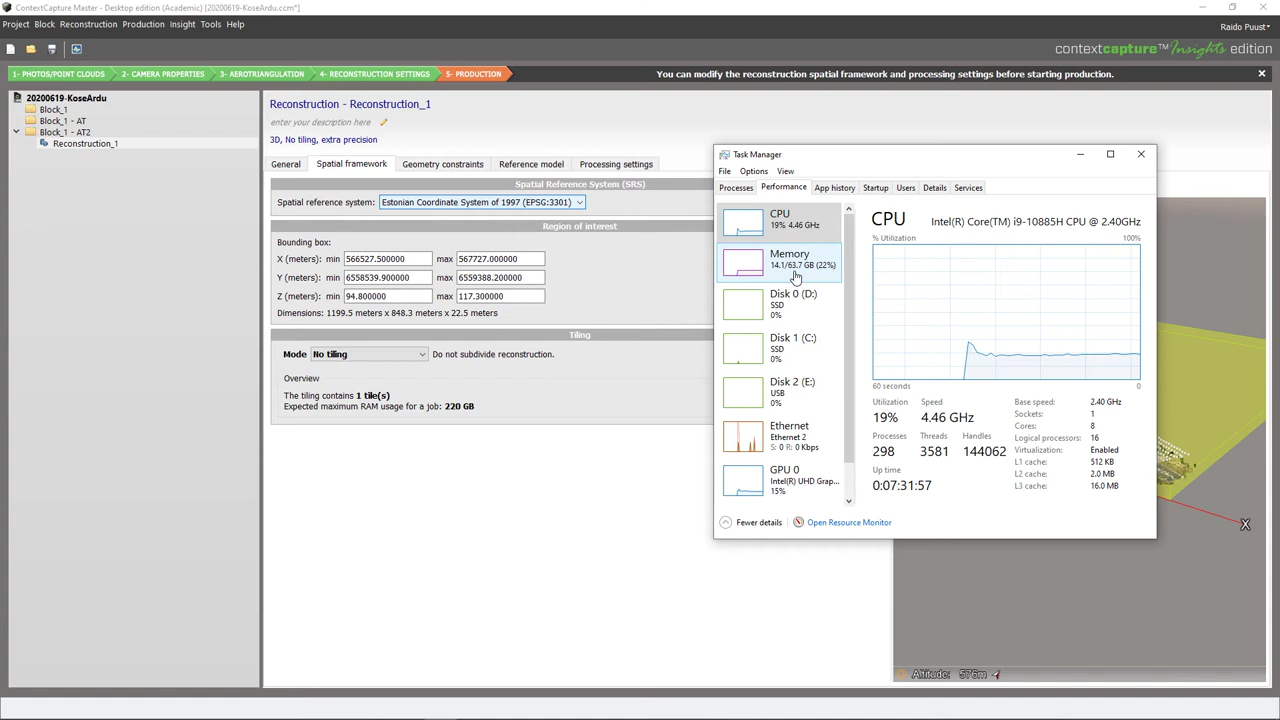 ContextCapture Master - Desktop edition (Academic) [20200619-KoseArdu.ccm*]
Project Block Reconstruction Production Insight Tools Help
Raido Puust
contextcapture™ Insights edition
1- PHOTOS/POINT CLOUDS 2- CAMERA PROPERTIES 3- AEROTRIANGULATION 4- RECONSTRUCTION SETTINGS 5- PRODUCTION
You can modify the reconstruction spatial framework and processing settings before starting production.
20200619-KoseArdu
Block_1
Block_1 - AT
Block_1 - AT2
Reconstruction_1
Reconstruction - Reconstruction_1
enter your description here
3D, No tiling, extra precision
General Spatial framework Geometry constraints Reference model Processing settings
Spatial Reference System (SRS)
Spatial reference system: Estonian Coordinate System of 1997 (EPSG:3301)
Region of interest
Bounding box:
X (meters): min 566527.500000 max 567727.000000
Y (meters): min 6558539.900000 max 6559388.200000
Z (meters): min 94.800000 max 117.300000
Dimensions: 1199.5 meters x 848.3 meters x 22.5 meters
Tiling
Mode No tiling Do not subdivide reconstruction.
Overview
The tiling contains 1 tile(s)
Expected maximum RAM usage for a job: 220 GB
Task Manager
File Options View
Processes Performance App history Startup Users Details Services
CPU
19% 4.46 GHz
Memory
14.1/63.7 GB (22%)
Disk 0 (D:)
SSD
0%
Disk 1 (C:)
SSD
0%
Disk 2 (E:)
USB
0%
Ethernet
Ethernet 2
S: 0 R: 0 Kbps
GPU 0
Intel(R) UHD Grap...
15%
CPU Intel(R) Core(TM) i9-10885H CPU @ 2.40GHz
% Utilization 100%
60 seconds 0
Utilization Speed
19% 4.46 GHz
Processes Threads Handles
298 3581 144062
Up time
0:07:31:57
Base speed: 2.40 GHz
Sockets: 1
Cores: 8
Logical processors: 16
Virtualization: Enabled
L1 cache: 512 KB
L2 cache: 2.0 MB
L3 cache: 16.0 MB
Fewer details Open Resource Monitor
X
Altitude: 576m